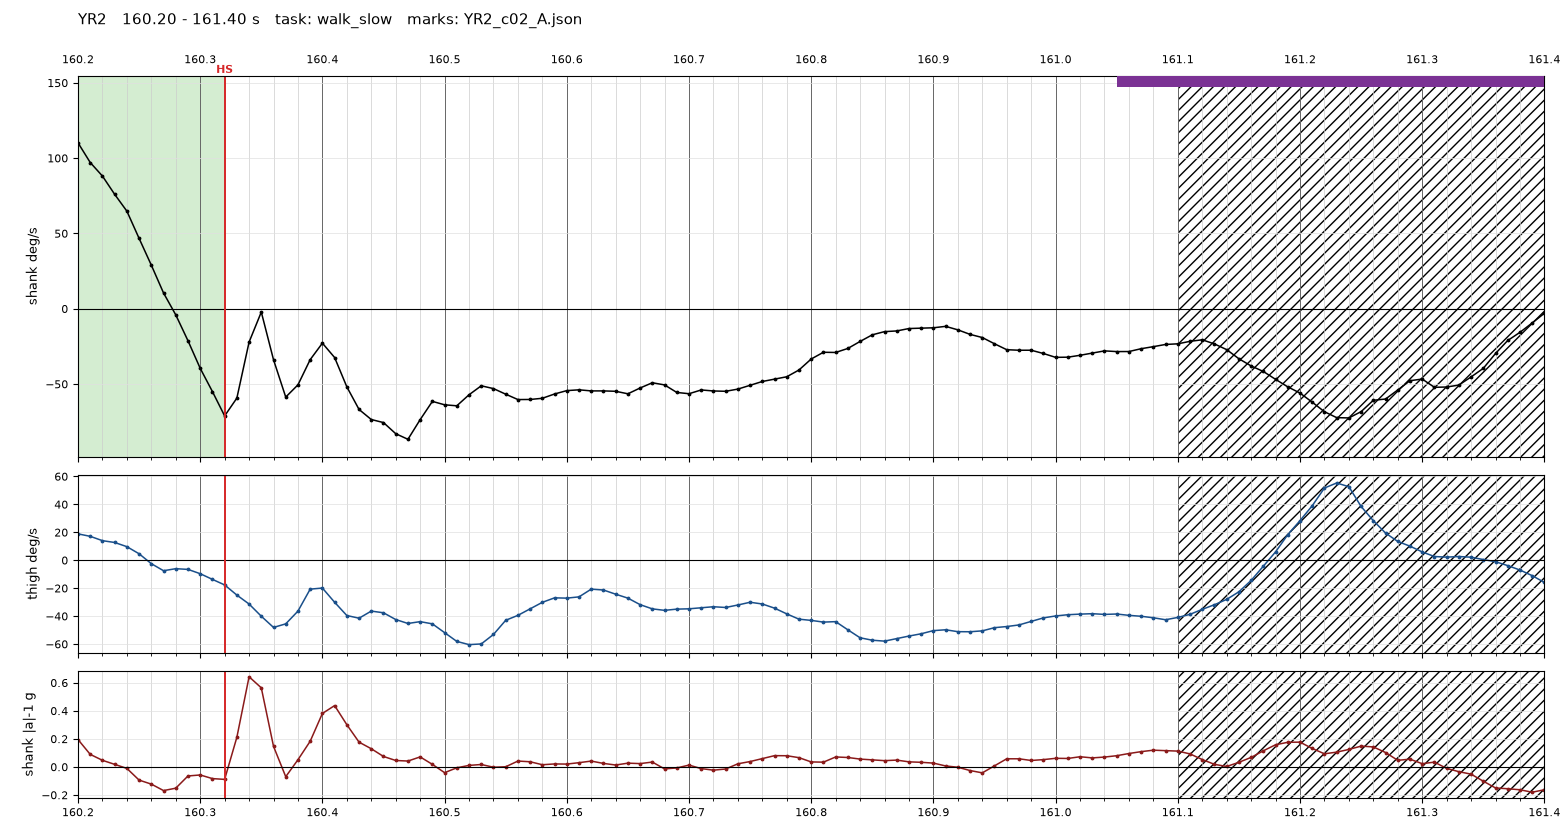 YR2 160.20 - 161.40 s task: walk_slow marks: YR2_c02_A.json
160.2 160.3 160.4 160.5 160.6 160.7 160.8 160.9 161.0 161.1 161.2 161.3 161.4
HS
150
100
50
0
−50
shank deg/s
60
40
20
0
−20
−40
−60
thigh deg/s
0.6
0.4
0.2
0.0
−0.2
shank |a|-1 g
160.2 160.3 160.4 160.5 160.6 160.7 160.8 160.9 161.0 161.1 161.2 161.3 161.4